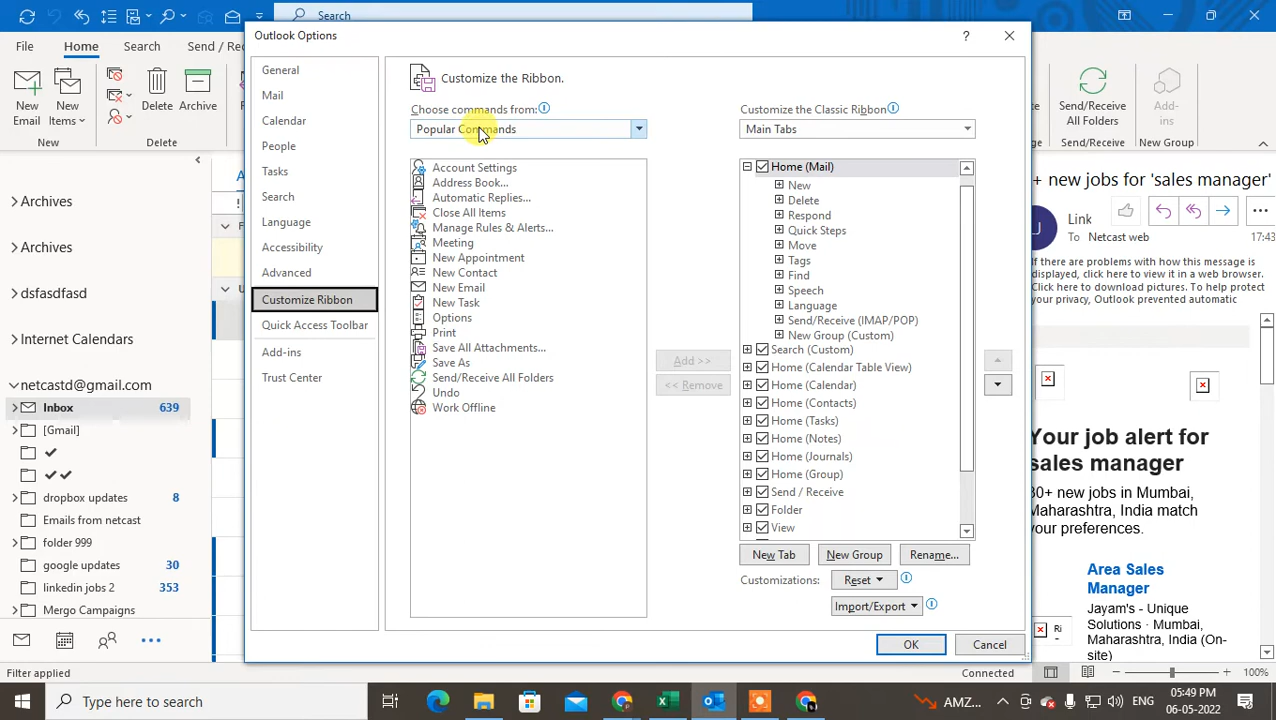 Search
File
Home
Search
Send / Re
New Email
New Items
Delete
Archive
New
Delete
Send/Receive All Folders
Add-ins
Send/Receive
New Group
Archives
Archives
dsfasdfasd
Internet Calendars
netcastd@gmail.com
Inbox 639
[Gmail]
dropbox updates 8
Emails from netcast
folder 999
google updates 30
linkedin jobs 2 353
Mergo Campaigns
Filter applied
Outlook Options
?
General
Mail
Calendar
People
Tasks
Search
Language
Accessibility
Advanced
Customize Ribbon
Quick Access Toolbar
Add-ins
Trust Center
Customize the Ribbon.
Choose commands from:
Popular Commands
Account Settings
Address Book...
Automatic Replies...
Close All Items
Manage Rules & Alerts...
Meeting
New Appointment
New Contact
New Email
New Task
Options
Print
Save All Attachments...
Save As
Send/Receive All Folders
Undo
Work Offline
Add >>
<< Remove
Customize the Classic Ribbon
Main Tabs
Home (Mail)
New
Delete
Respond
Quick Steps
Move
Tags
Find
Speech
Language
Send/Receive (IMAP/POP)
New Group (Custom)
Search (Custom)
Home (Calendar Table View)
Home (Calendar)
Home (Contacts)
Home (Tasks)
Home (Notes)
Home (Journals)
Home (Group)
Send / Receive
Folder
View
New Tab
New Group
Rename...
Customizations:
Reset
Import/Export
OK
Cancel
+ new jobs for 'sales manager'
Link
To Netcast web
17:43
If there are problems with how this message is
displayed, click here to view it in a web browser.
Click here to download pictures. To help protect
your privacy, Outlook prevented automatic
Your job alert for
sales manager
30+ new jobs in Mumbai,
Maharashtra, India match
your preferences.
Area Sales
Manager
Jayam's - Unique
Solutions · Mumbai,
Maharashtra, India (On-
site)
Ri
Connected
100%
Type here to search
AMZ...
ENG
05:49 PM
06-05-2022